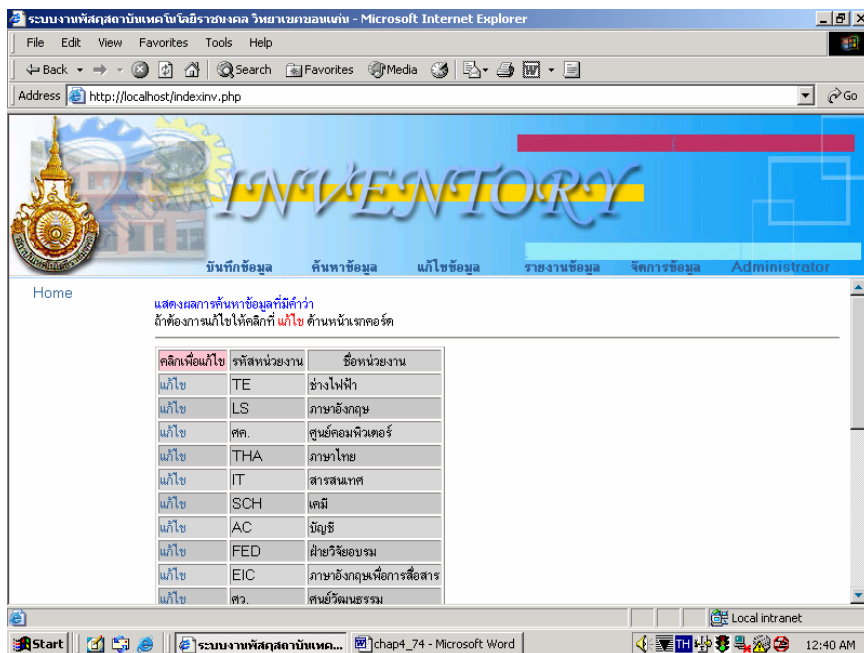 ระบบงานพัสดุสถาบันเทคโนโลยีราชมงคล วิทยาเขตขอนแก่น - Microsoft Internet Explorer
File Edit View Favorites Tools Help
Back Search Favorites Media
Address http://localhost/indexinv.php Go
INVENTORY
บันทึกข้อมูล ค้นหาข้อมูล แก้ไขข้อมูล รายงานข้อมูล จัดการข้อมูล Administrator
Home
แสดงผลการค้นหาข้อมูลที่มีคำว่า
ถ้าต้องการแก้ไขให้คลิกที่ แก้ไข ด้านหน้าเรกคอร์ด
คลิกเพื่อแก้ไข รหัสหน่วยงาน ชื่อหน่วยงาน
แก้ไข TE ช่างไฟฟ้า
แก้ไข LS ภาษาอังกฤษ
แก้ไข ศค. ศูนย์คอมพิวเตอร์
แก้ไข THA ภาษาไทย
แก้ไข IT สารสนเทศ
แก้ไข SCH เคมี
แก้ไข AC บัญชี
แก้ไข FED ฝ่ายวิจัยอบรม
แก้ไข EIC ภาษาอังกฤษเพื่อการสื่อสาร
แก้ไข ศว. ศูนย์วัฒนธรรม
Local intranet
Start ระบบงานพัสดุสถาบันเทค... chap4_74 - Microsoft Word TH 12:40 AM